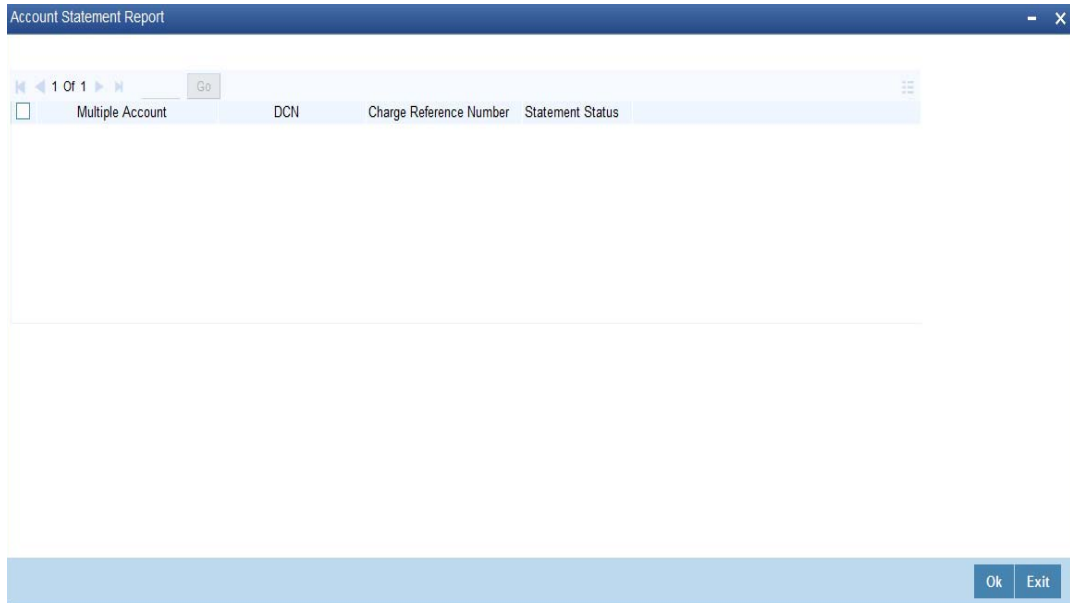 Account Statement Report
1 Of 1 Go
Multiple Account DCN Charge Reference Number Statement Status
Ok Exit